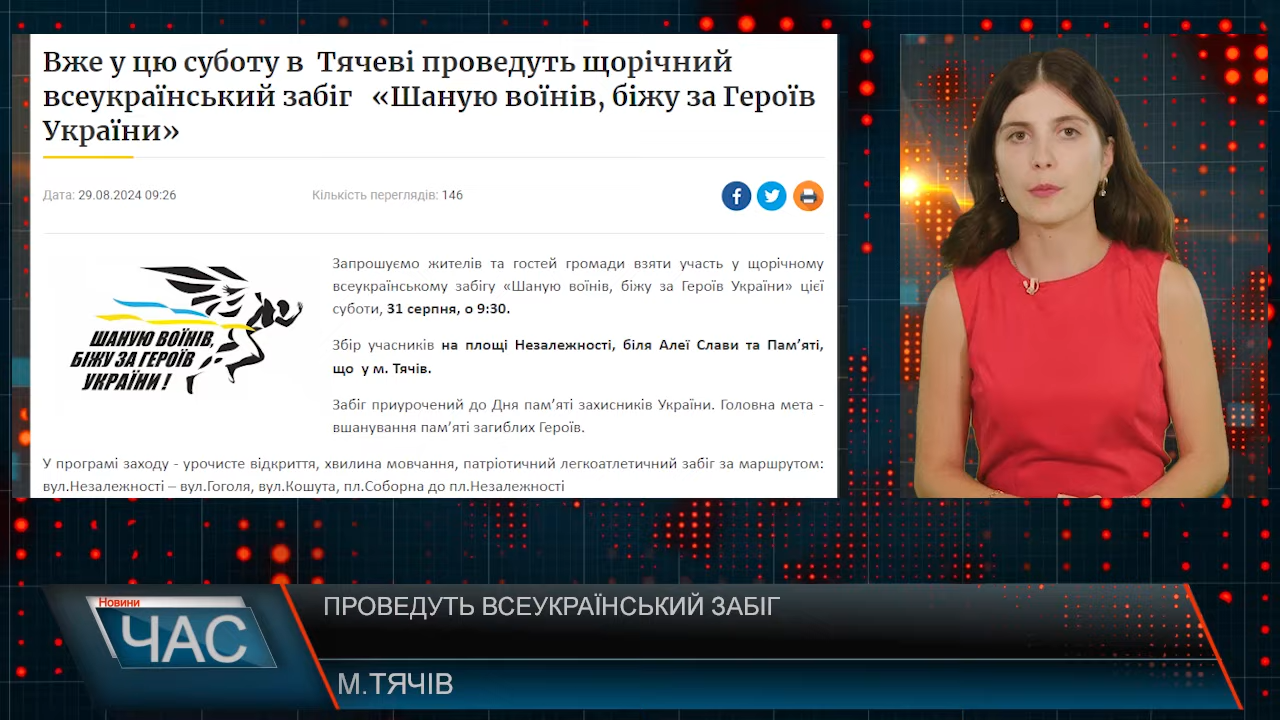 Вже у цю суботу в Тячеві проведуть щорічний
всеукраїнський забіг «Шаную воїнів, біжу за Героїв
України»
Дата: 29.08.2024 09:26
Кількість переглядів: 146
Запрошуємо жителів та гостей громади взяти участь у щорічному
всеукраїнському забігу «Шаную воїнів, біжу за Героїв України» цієї
суботи, 31 серпня, о 9:30.
ШАНУЮ ВОЇНІВ,
БІЖУ ЗА ГЕРОЇВ
УКРАЇНИ !
Збір учасників на площі Незалежності, біля Алеї Слави та Пам’яті,
що у м. Тячів.
Забіг приурочений до Дня пам’яті захисників України. Головна мета -
вшанування пам’яті загиблих Героїв.
У програмі заходу - урочисте відкриття, хвилина мовчання, патріотичний легкоатлетичний забіг за маршрутом:
вул.Незалежності – вул.Гоголя, вул.Кошута, пл.Соборна до пл.Незалежності
Новини
ЧАС
ПРОВЕДУТЬ ВСЕУКРАЇНСЬКИЙ ЗАБІГ
М.ТЯЧІВ